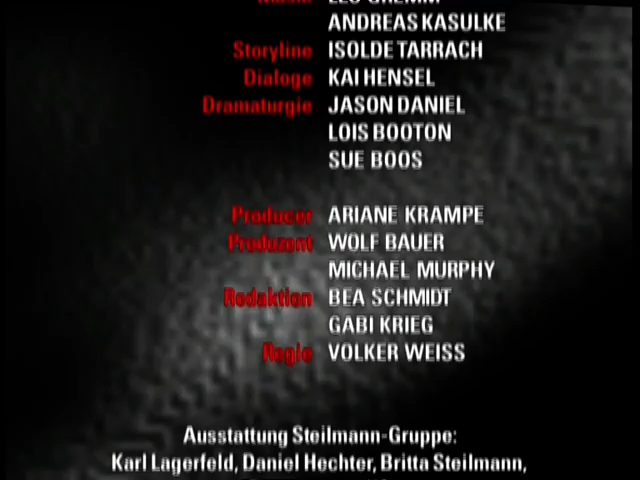 ANDREAS KASULKE
Storyline ISOLDE TARRACH
Dialoge KAI HENSEL
Dramaturgie JASON DANIEL
LOIS BOOTON
SUE BOOS
Producer ARIANE KRAMPE
Produzent WOLF BAUER
MICHAEL MURPHY
Redaktion BEA SCHMIDT
GABI KRIEG
Regie VOLKER WEISS
Ausstattung Steilmann-Gruppe:
Karl Lagerfeld, Daniel Hechter, Britta Steilmann,